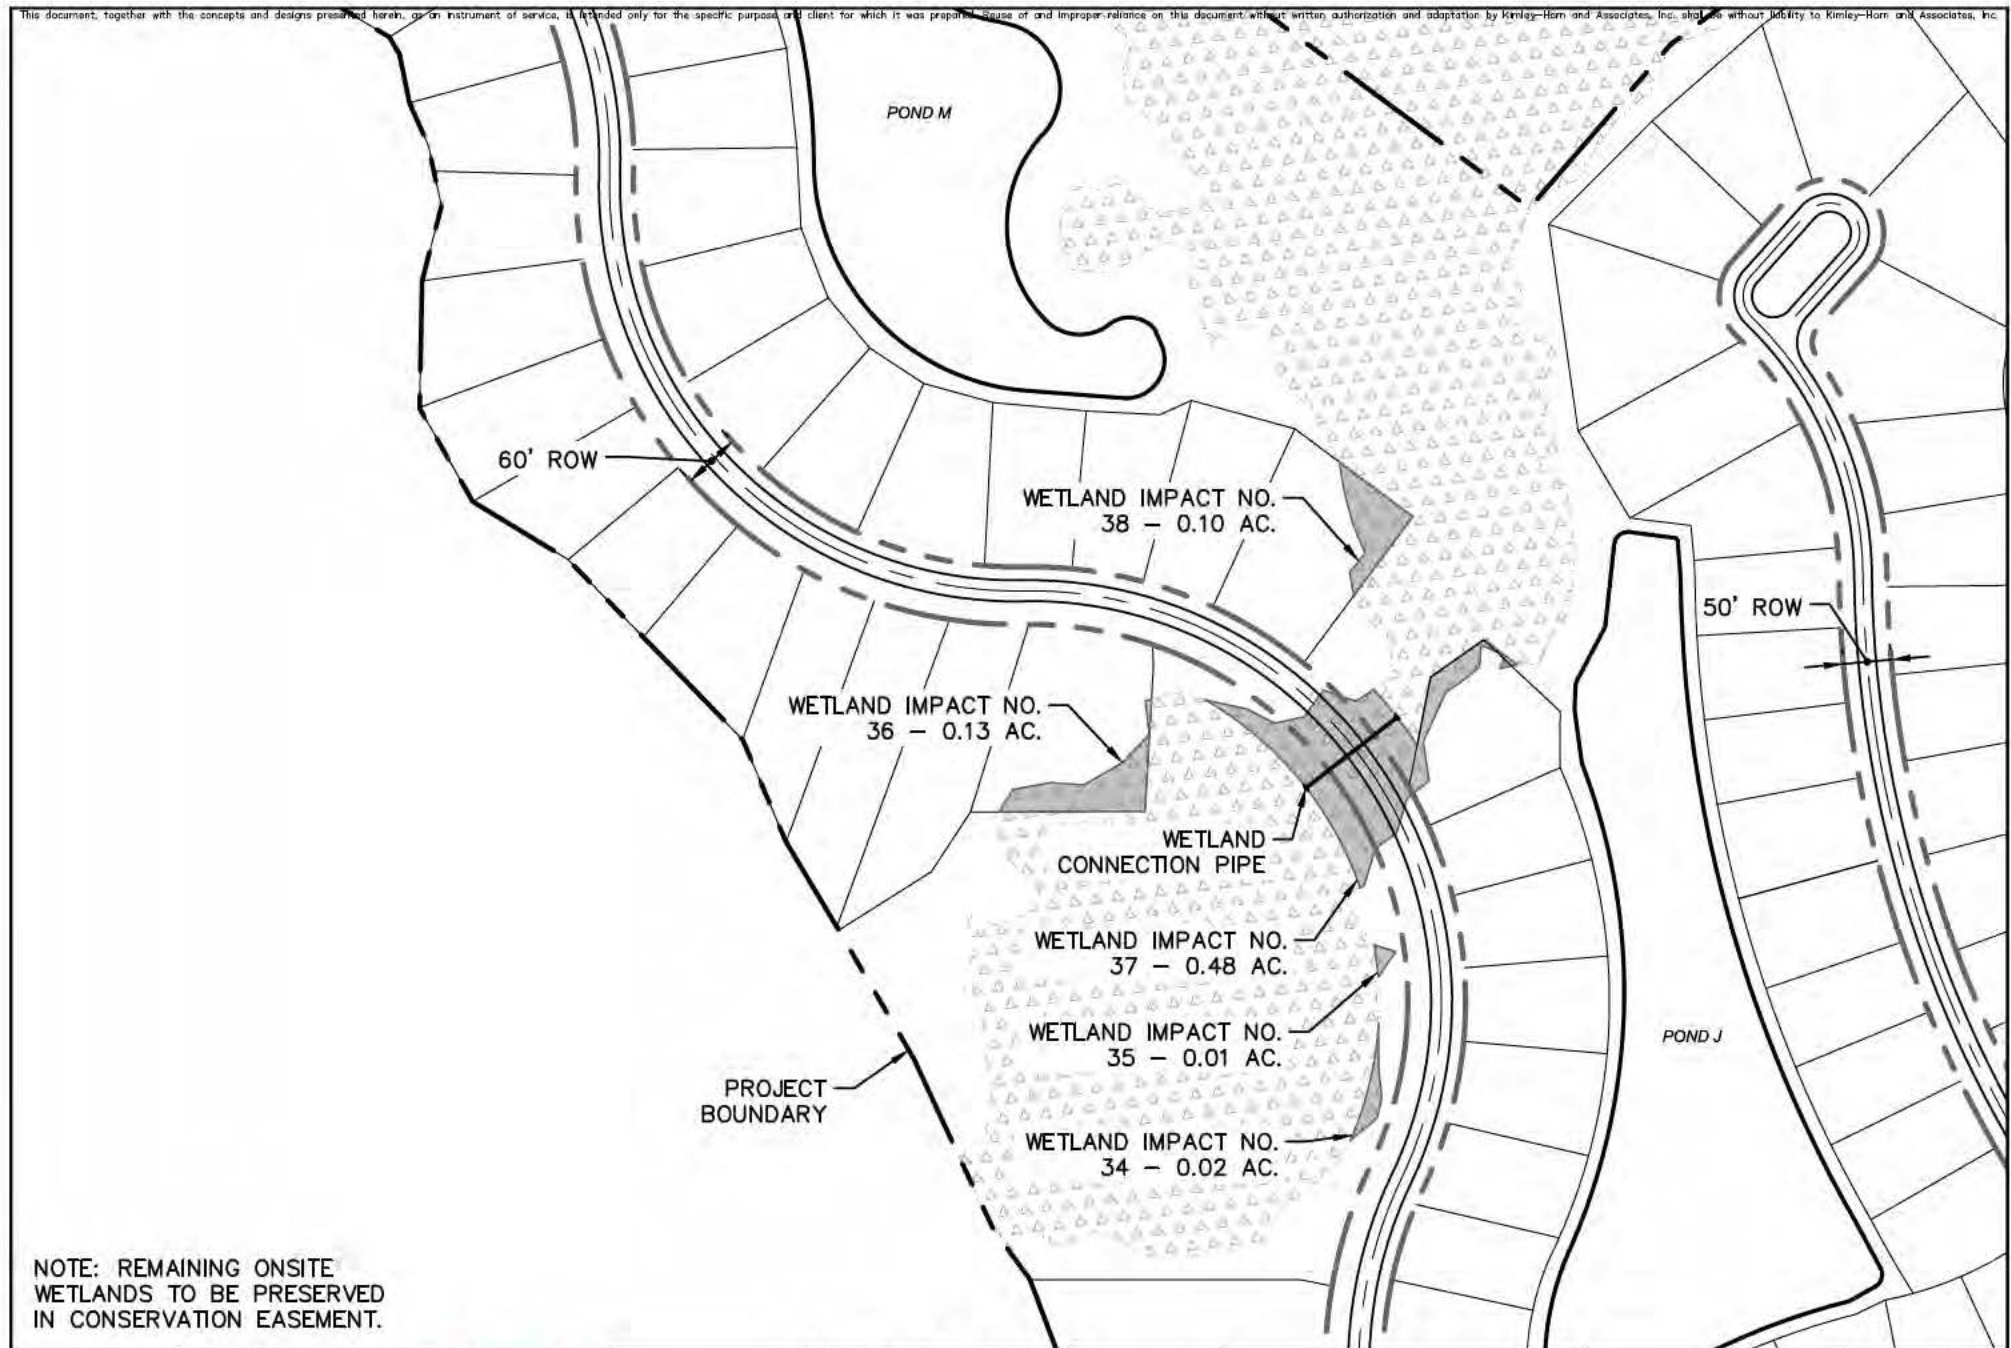 This document, together with the concepts and designs presented herein, as an instrument of service, is intended only for the specific purpose and client for which it was prepared. Reuse of and improper reliance on this document without written authorization and adaptation by Kimley-Horn and Associates, Inc. shall be without liability to Kimley-Horn and Associates, Inc.
POND M
60' ROW
WETLAND IMPACT NO.
38 - 0.10 AC.
50' ROW
WETLAND IMPACT NO.
36 - 0.13 AC.
WETLAND
CONNECTION PIPE
WETLAND IMPACT NO.
37 - 0.48 AC.
WETLAND IMPACT NO.
35 - 0.01 AC.
POND J
PROJECT
BOUNDARY
WETLAND IMPACT NO.
34 - 0.02 AC.
NOTE: REMAINING ONSITE
WETLANDS TO BE PRESERVED
IN CONSERVATION EASEMENT.